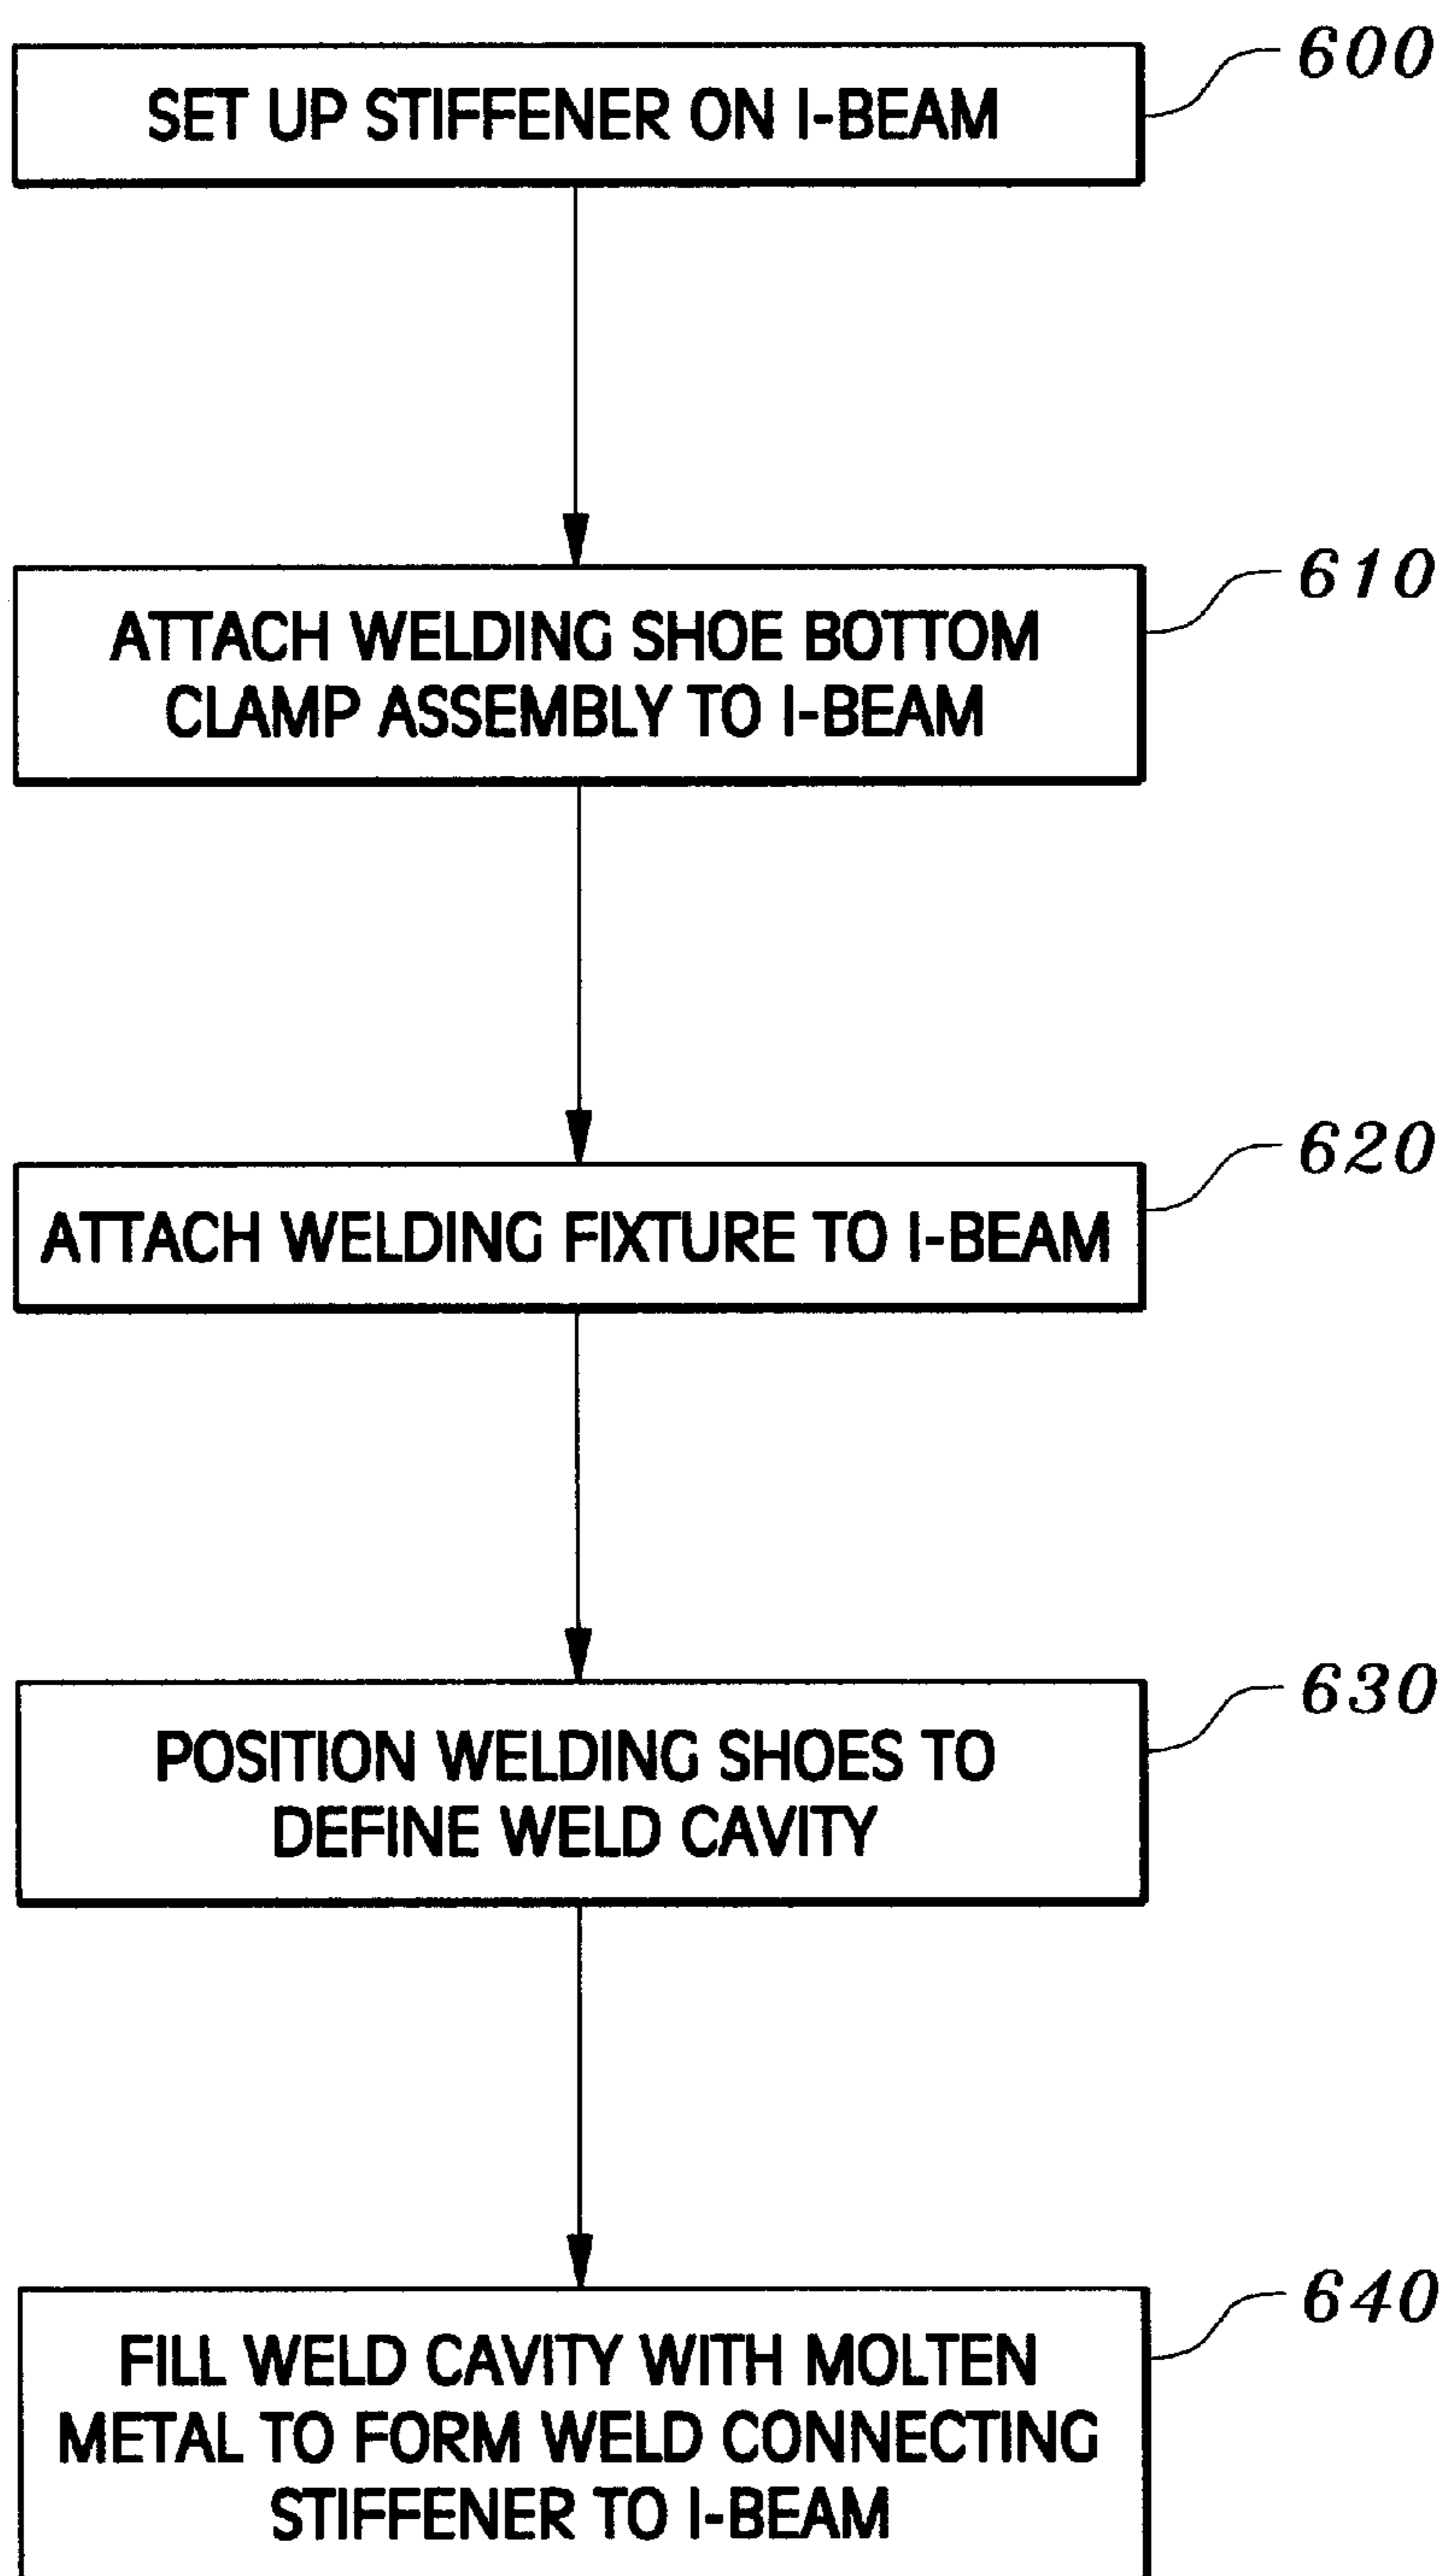 SET UP STIFFENER ON I-BEAM
600
ATTACH WELDING SHOE BOTTOM
CLAMP ASSEMBLY TO I-BEAM
610
ATTACH WELDING FIXTURE TO I-BEAM
620
POSITION WELDING SHOES TO
DEFINE WELD CAVITY
630
FILL WELD CAVITY WITH MOLTEN
METAL TO FORM WELD CONNECTING
STIFFENER TO I-BEAM
640